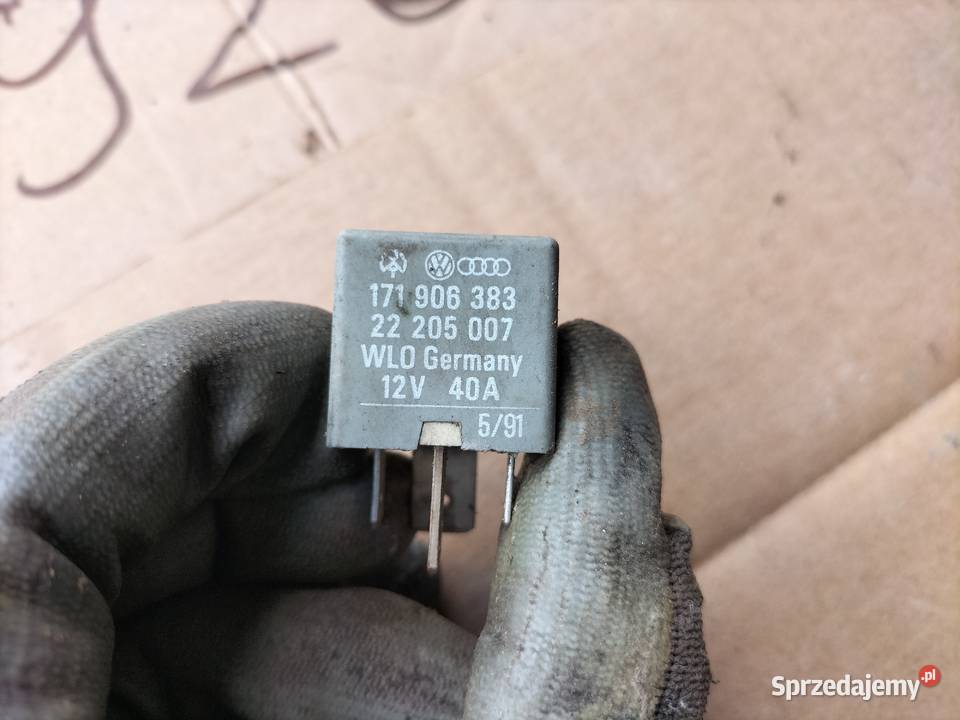 171 906 383
22 205 007
WLO Germany
12V 40A
5/91
Sprzedajemy.pl